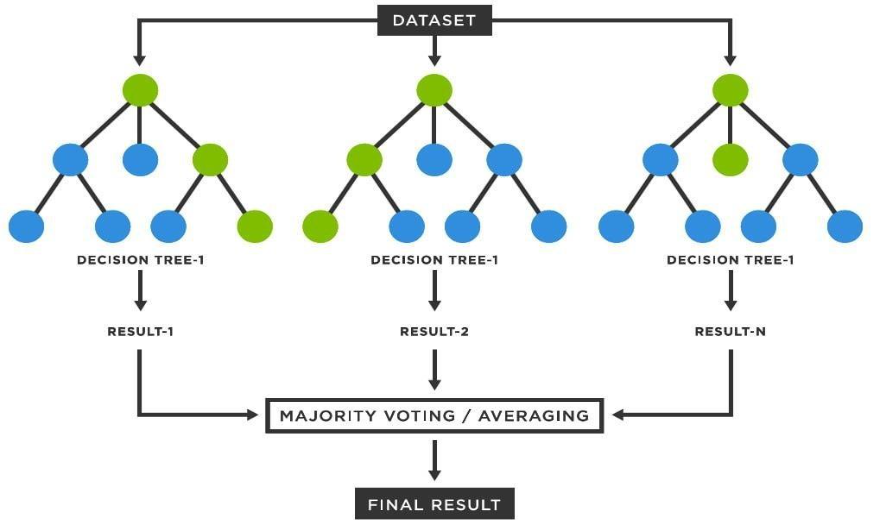 DATASET
DECISION TREE-1
DECISION TREE-1
DECISION TREE-1
RESULT-1
RESULT-2
RESULT-N
MAJORITY VOTING / AVERAGING
FINAL RESULT